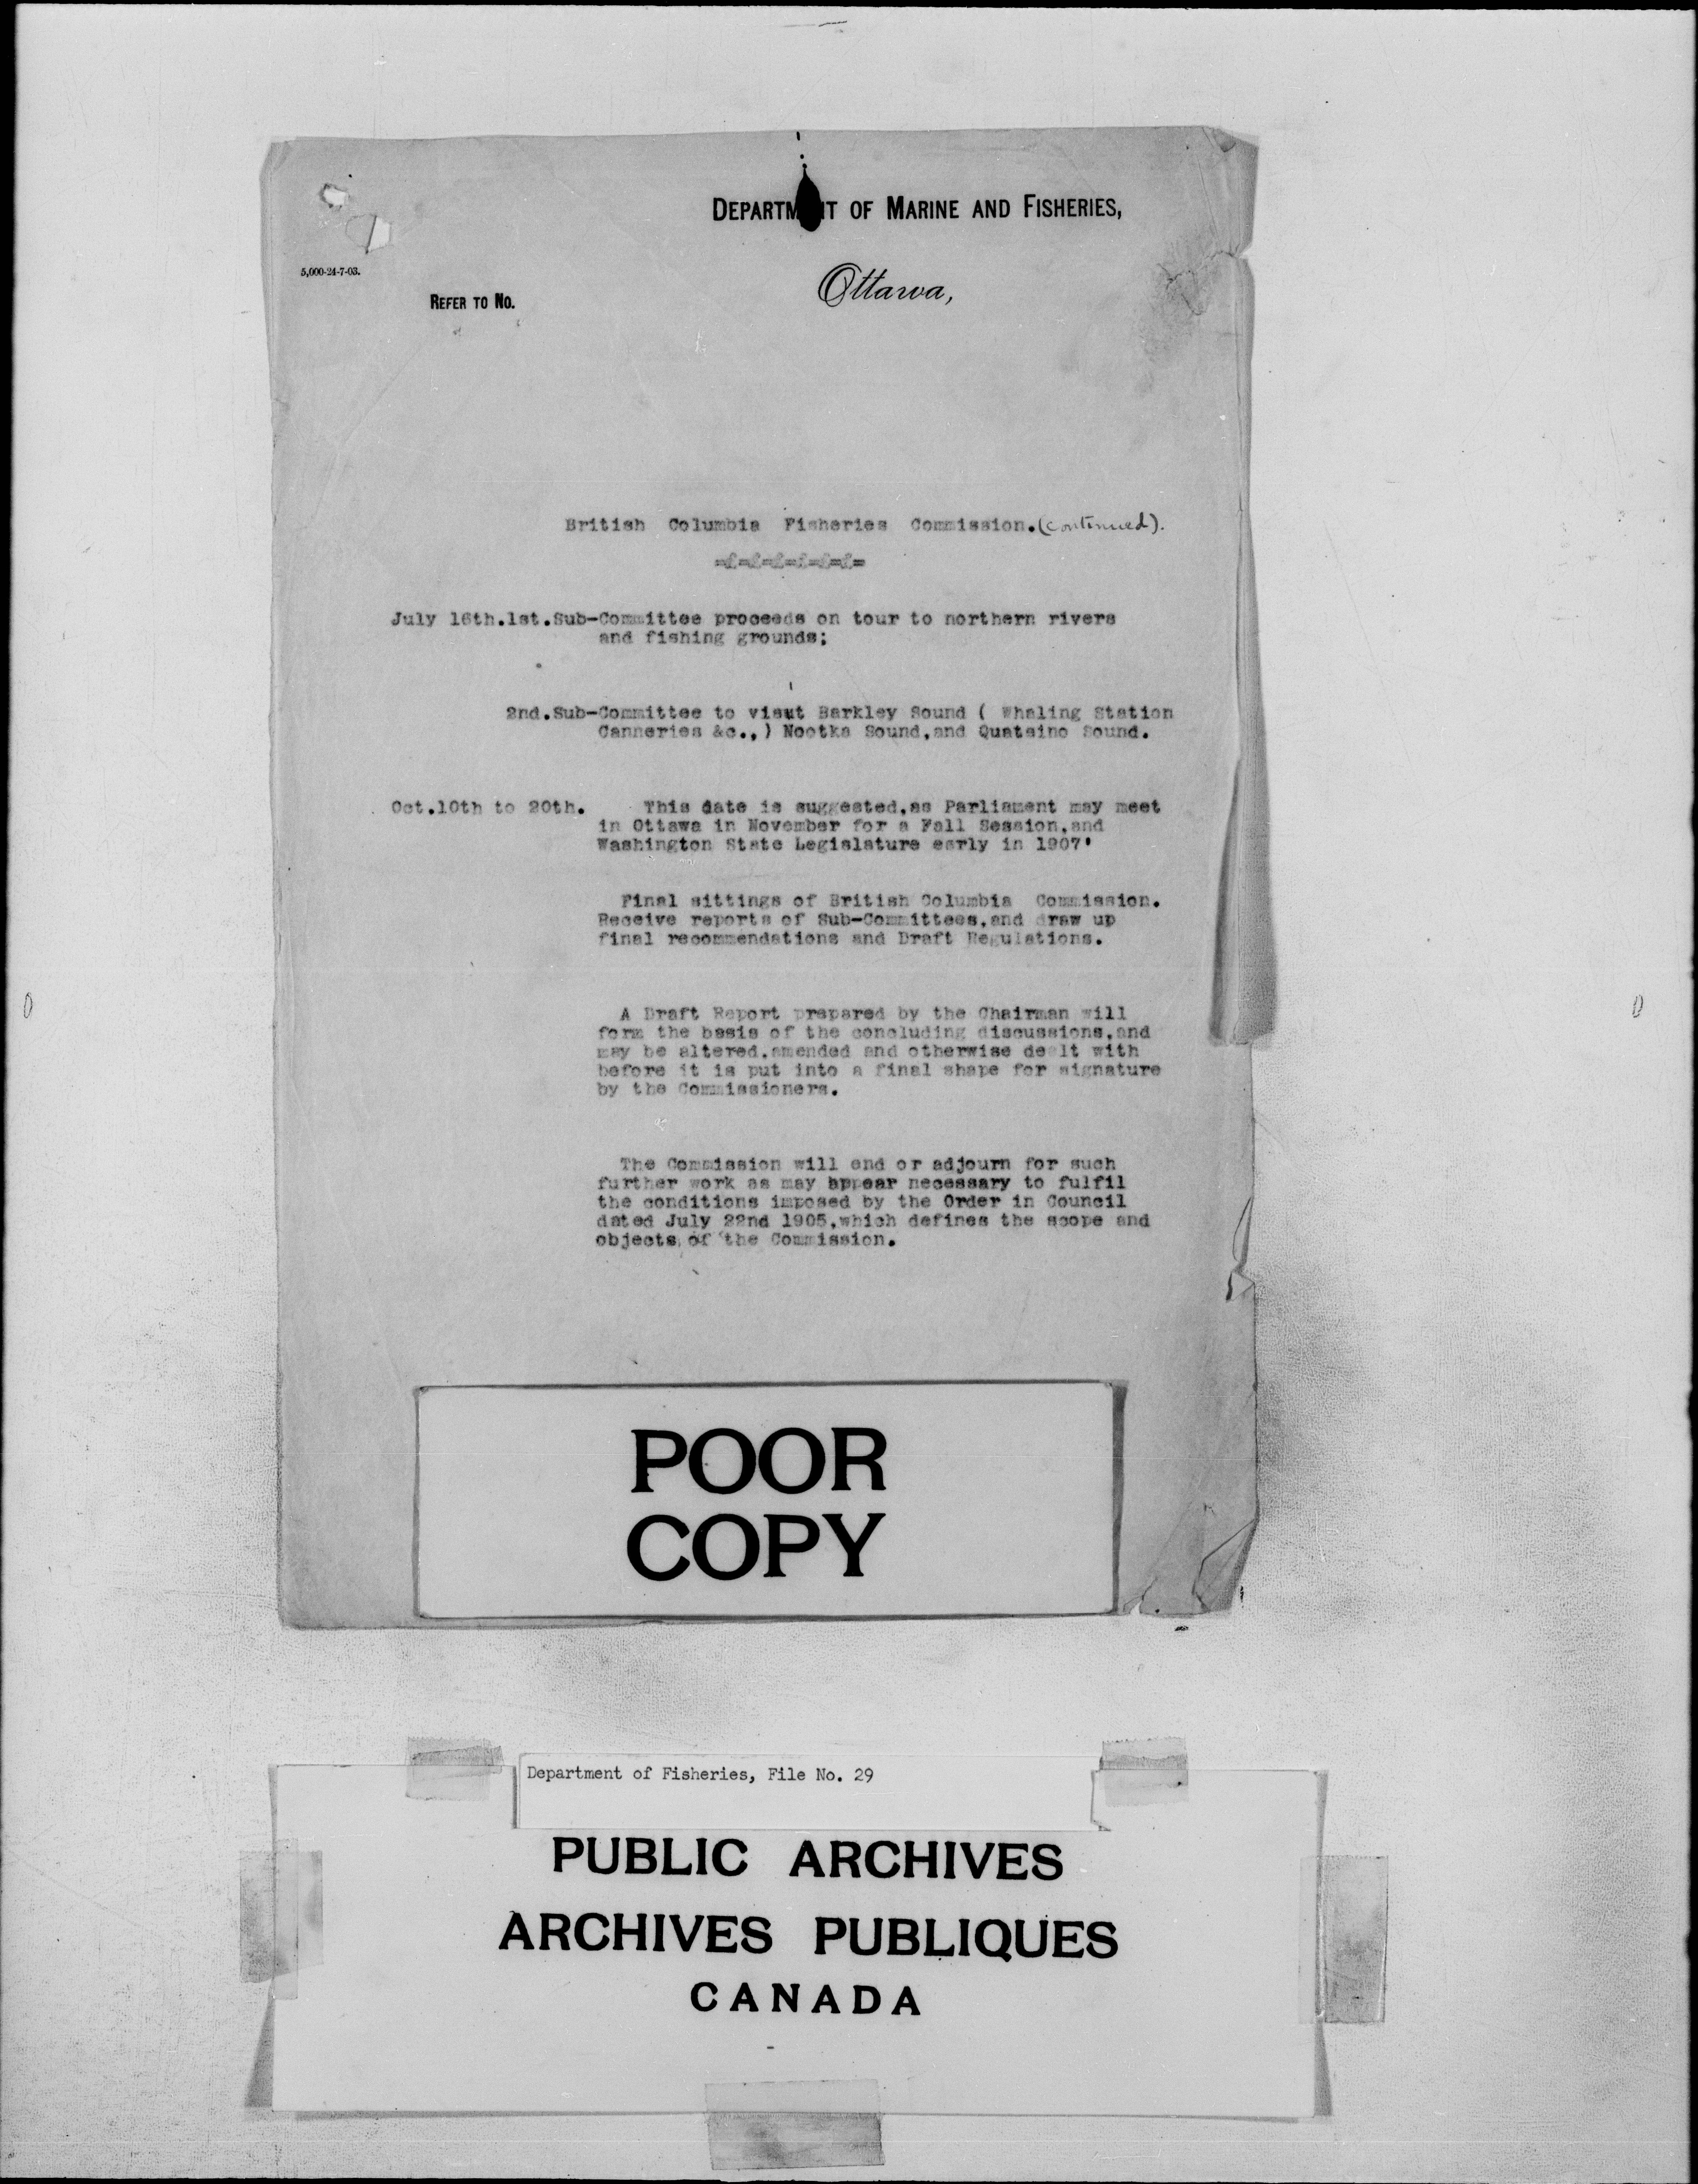 DEPARTMENT OF MARINE AND FISHERIES,
5,000-24-7-03.
Ottawa,
REFER TO NO.
British Columbia Fisheries Commission.(continued).
July 16th.1st.Sub-Committee proceeds on tour to northern rivers
and fishing grounds;
2nd.Sub-Committee to visit Barkley Sound ( Whaling Station
Canneries &c.,) Nootka Sound,and Quatsino Sound.
Oct.10th to 20th. This date is suggested,as Parliament may meet
in Ottawa in November for a Fall Session,and
Washington State Legislature early in 1907'
Final sittings of British Columbia Commission.
Receive reports of Sub-Committees,and draw up
final recommendations and Draft Regulations.
A Draft Report prepared by the Chairman will
form the basis of the concluding discussions,and
may be altered,amended and otherwise dealt with
before it is put into a final shape for signature
by the Commissioners.
The Commission will end or adjourn for such
further work as may appear necessary to fulfil
the conditions imposed by the Order in Council
dated July 22nd 1905,which defines the scope and
objects of the Commission.
POOR
COPY
Department of Fisheries, File No. 29
PUBLIC ARCHIVES
ARCHIVES PUBLIQUES
CANADA